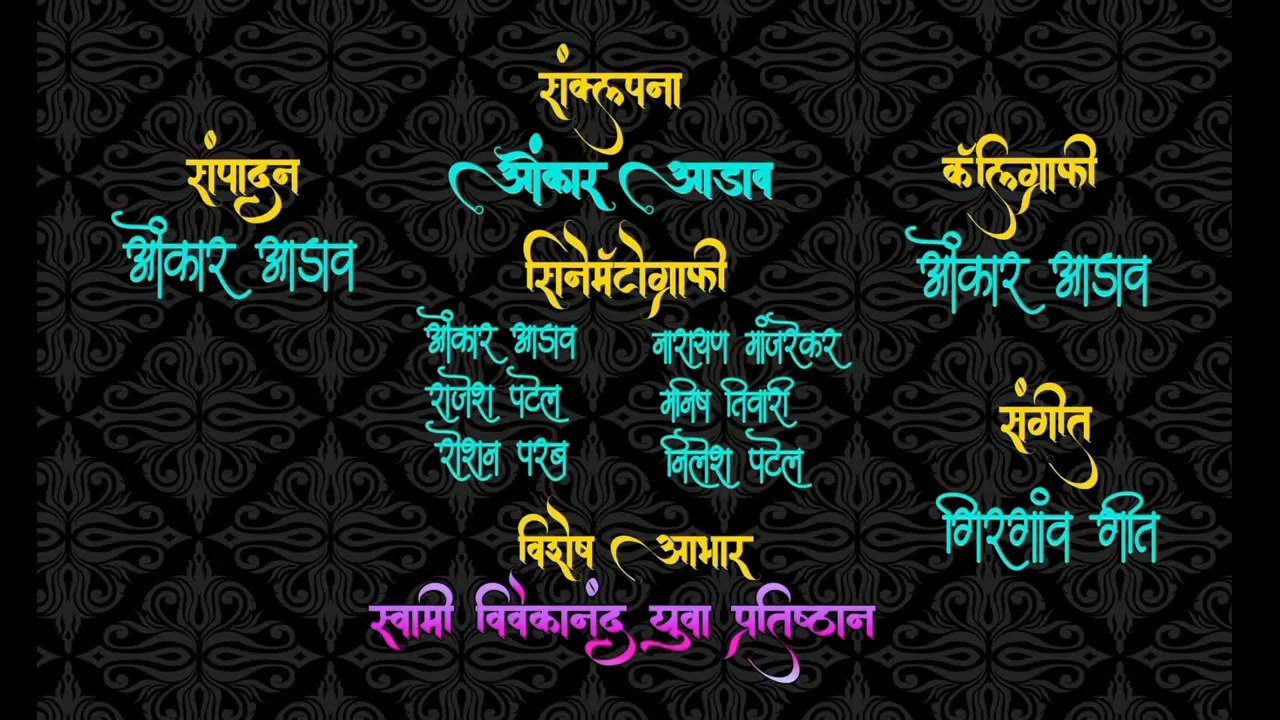 संकल्पना
ओंकार आडाव
संपादन
ओंकार आडाव
कॅलिग्राफी
ओंकार आडाव
सिनेमॅटोग्राफी
ओंकार आडाव नारायण मांजरेकर
राजेश पटेल मनिष तिवारी
रोशन परब निलेश पटेल
संगीत
गिरगांव गीत
विशेष आभार
स्वामी विवेकानंद युवा प्रतिष्ठान